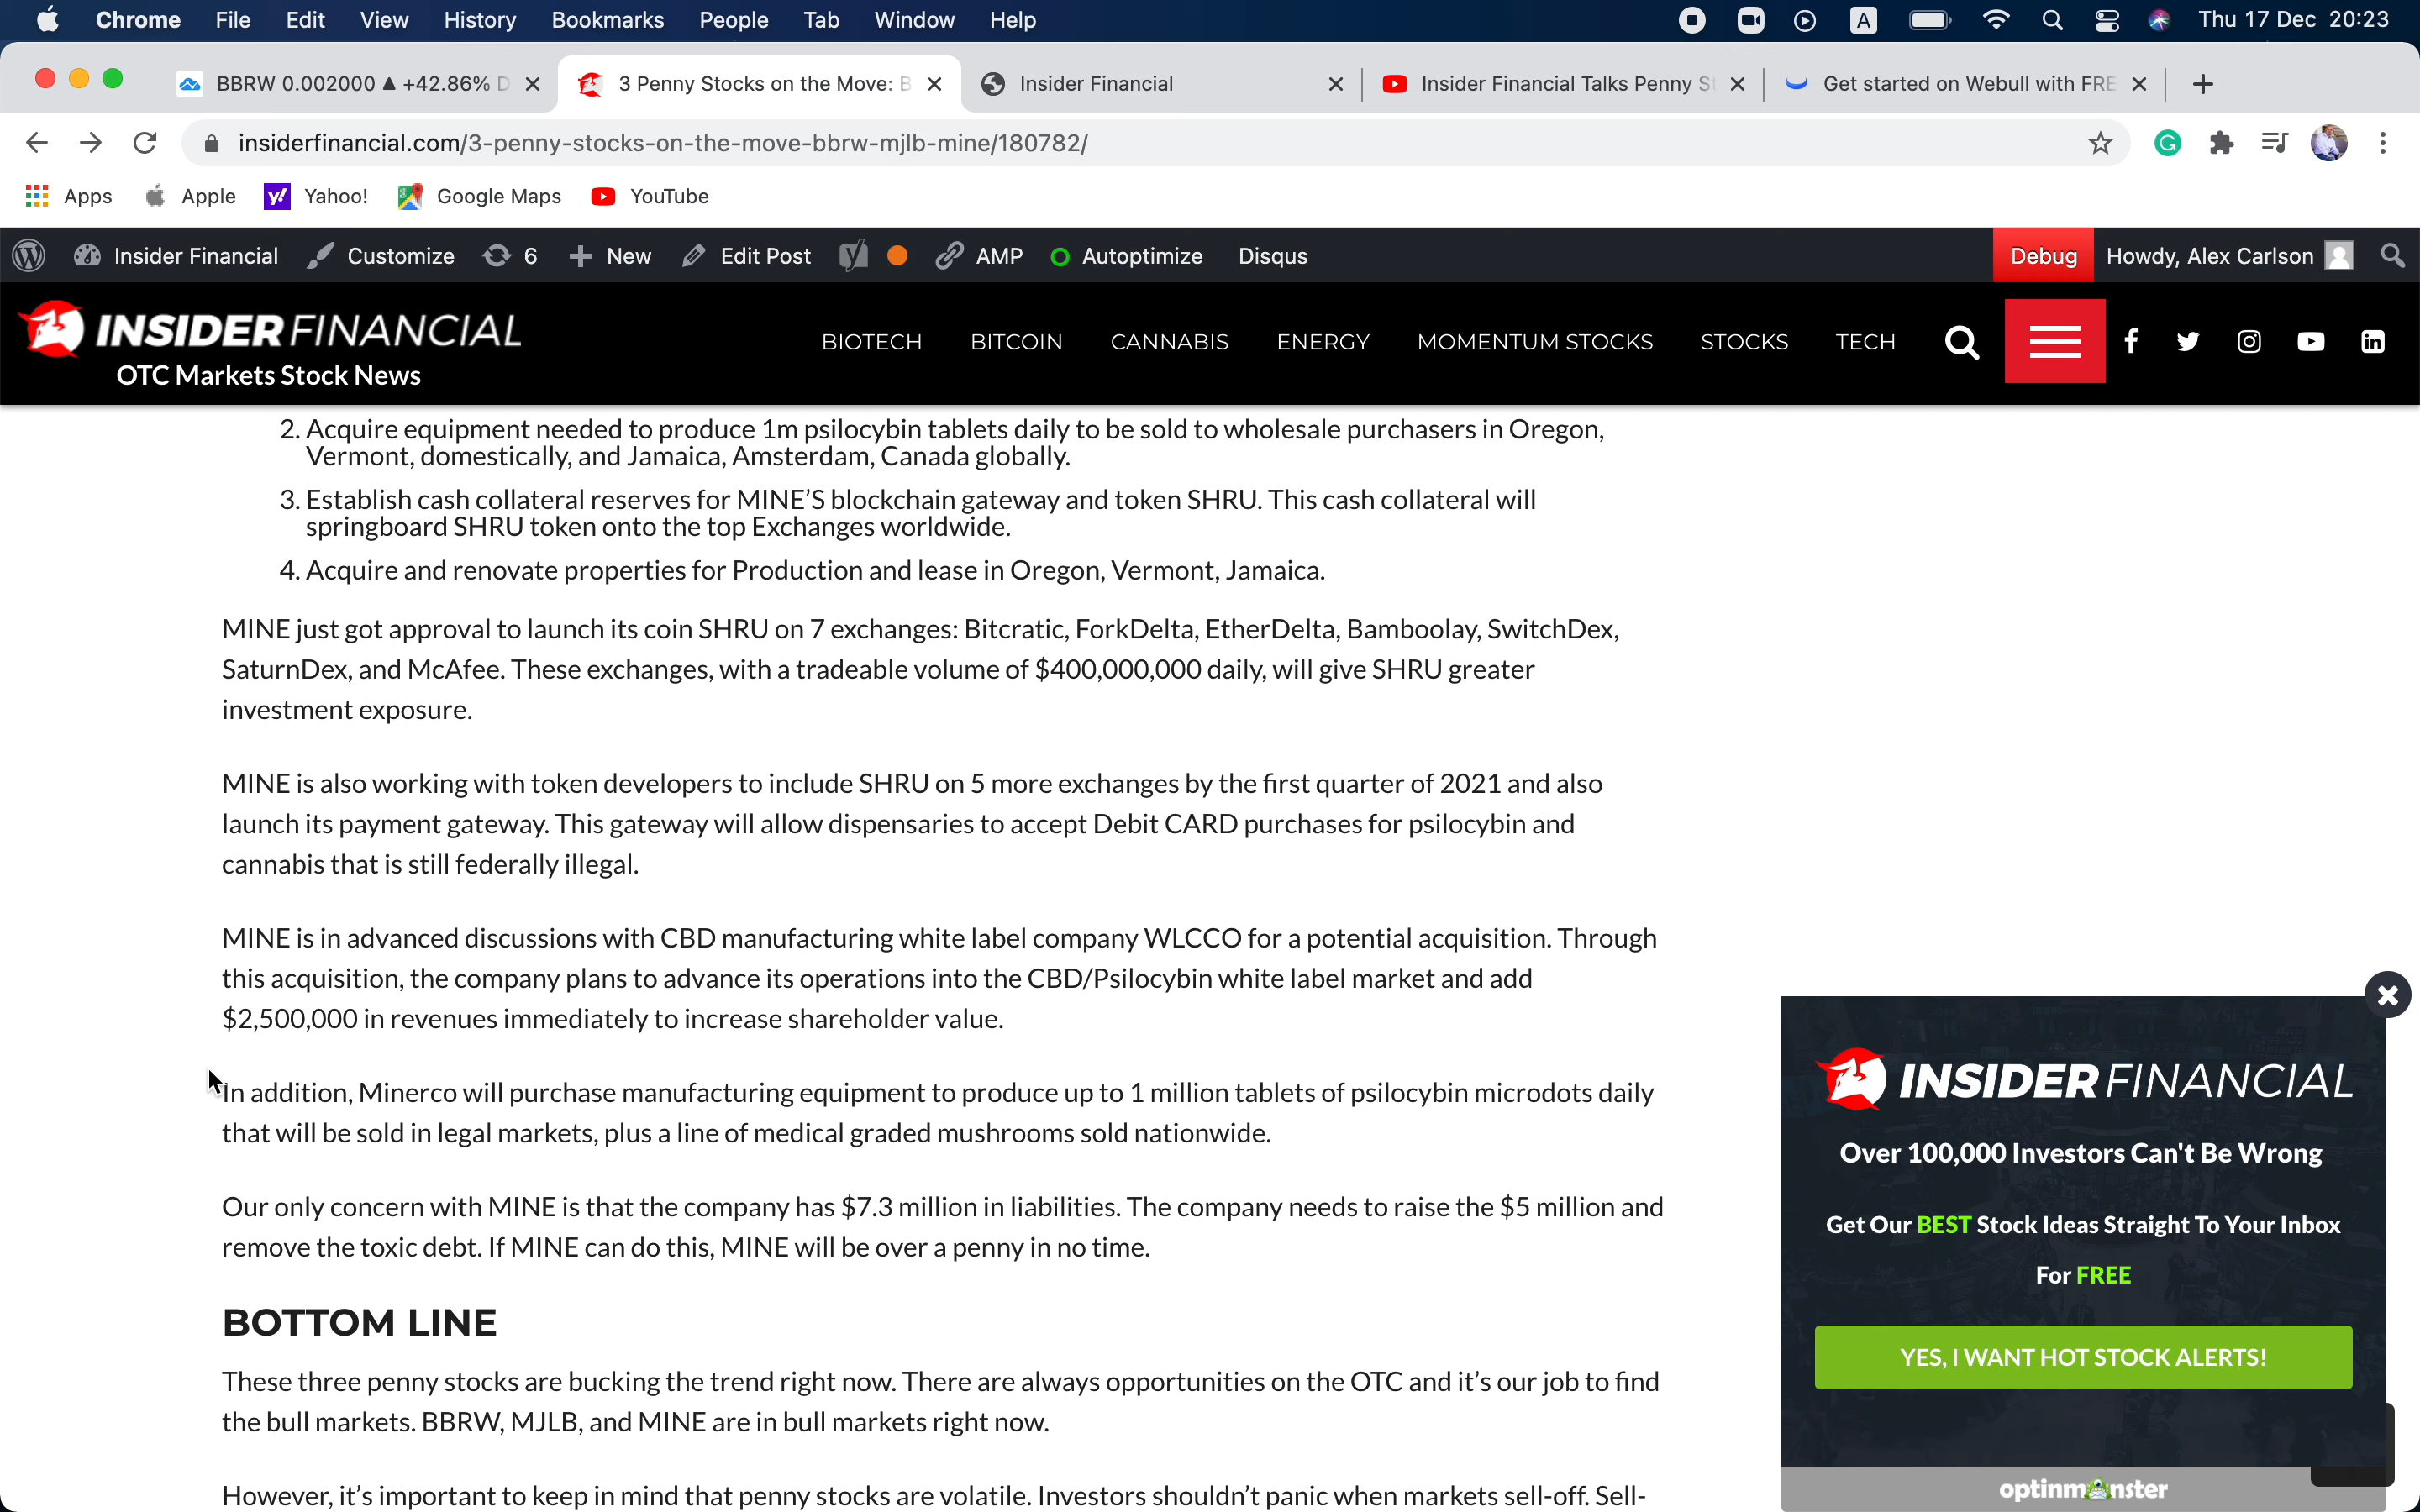 Chrome File Edit View History Bookmarks People Tab Window Help A Thu 17 Dec 20:23
BBRW 0.002000 ▲ +42.86% D 3 Penny Stocks on the Move: B Insider Financial Insider Financial Talks Penny St Get started on Webull with FRE
insiderfinancial.com/3-penny-stocks-on-the-move-bbrw-mjlb-mine/180782/
Apps Apple Yahoo! Google Maps YouTube
Insider Financial Customize 6 New Edit Post AMP Autoptimize Disqus Debug Howdy, Alex Carlson
INSIDERFINANCIAL
OTC Markets Stock News
BIOTECH BITCOIN CANNABIS ENERGY MOMENTUM STOCKS STOCKS TECH
2. Acquire equipment needed to produce 1m psilocybin tablets daily to be sold to wholesale purchasers in Oregon,
Vermont, domestically, and Jamaica, Amsterdam, Canada globally.
3. Establish cash collateral reserves for MINE’S blockchain gateway and token SHRU. This cash collateral will
springboard SHRU token onto the top Exchanges worldwide.
4. Acquire and renovate properties for Production and lease in Oregon, Vermont, Jamaica.
MINE just got approval to launch its coin SHRU on 7 exchanges: Bitcratic, ForkDelta, EtherDelta, Bamboolay, SwitchDex,
SaturnDex, and McAfee. These exchanges, with a tradeable volume of $400,000,000 daily, will give SHRU greater
investment exposure.
MINE is also working with token developers to include SHRU on 5 more exchanges by the first quarter of 2021 and also
launch its payment gateway. This gateway will allow dispensaries to accept Debit CARD purchases for psilocybin and
cannabis that is still federally illegal.
MINE is in advanced discussions with CBD manufacturing white label company WLCCO for a potential acquisition. Through
this acquisition, the company plans to advance its operations into the CBD/Psilocybin white label market and add
$2,500,000 in revenues immediately to increase shareholder value.
In addition, Minerco will purchase manufacturing equipment to produce up to 1 million tablets of psilocybin microdots daily
that will be sold in legal markets, plus a line of medical graded mushrooms sold nationwide.
Our only concern with MINE is that the company has $7.3 million in liabilities. The company needs to raise the $5 million and
remove the toxic debt. If MINE can do this, MINE will be over a penny in no time.
BOTTOM LINE
These three penny stocks are bucking the trend right now. There are always opportunities on the OTC and it’s our job to find
the bull markets. BBRW, MJLB, and MINE are in bull markets right now.
However, it’s important to keep in mind that penny stocks are volatile. Investors shouldn’t panic when markets sell-off. Sell-
INSIDERFINANCIAL
Over 100,000 Investors Can't Be Wrong
Get Our BEST Stock Ideas Straight To Your Inbox
For FREE
YES, I WANT HOT STOCK ALERTS!
optinmonster